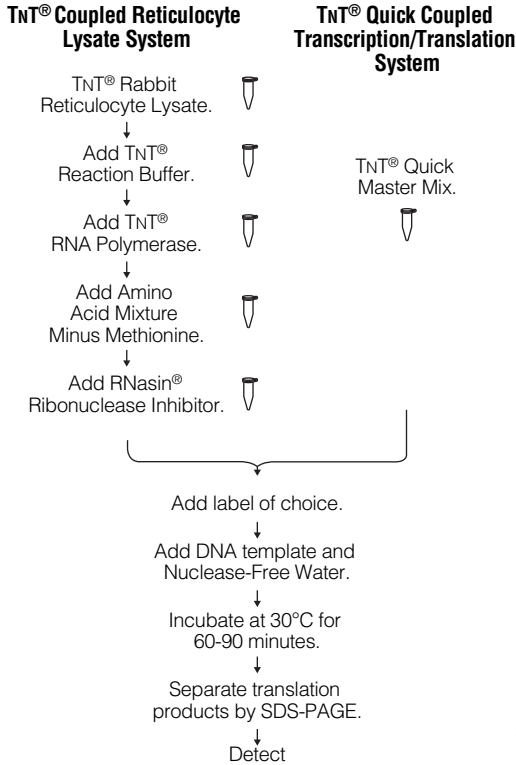 TNT® Coupled Reticulocyte
Lysate System
TNT® Rabbit
Reticulocyte Lysate.
Add TNT®
Reaction Buffer.
Add TNT®
RNA Polymerase.
Add Amino
Acid Mixture
Minus Methionine.
Add RNasin®
Ribonuclease Inhibitor.
TNT® Quick Coupled
Transcription/Translation
System
TNT® Quick
Master Mix.
Add label of choice.
Add DNA template and
Nuclease-Free Water.
Incubate at 30°C for
60-90 minutes.
Separate translation
products by SDS-PAGE.
Detect